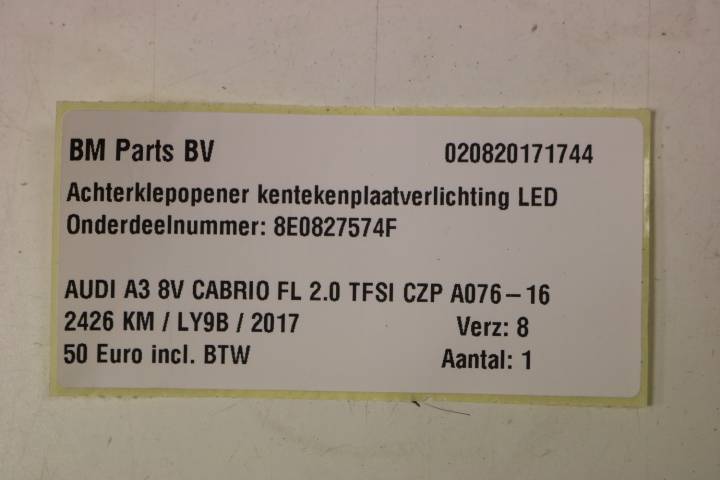 BM Parts BV 020820171744
Achterklepopener kentekenplaatverlichting LED
Onderdeelnummer: 8E0827574F
AUDI A3 8V CABRIO FL 2.0 TFSI CZP A076-16
2426 KM / LY9B / 2017 Verz: 8
50 Euro incl. BTW Aantal: 1